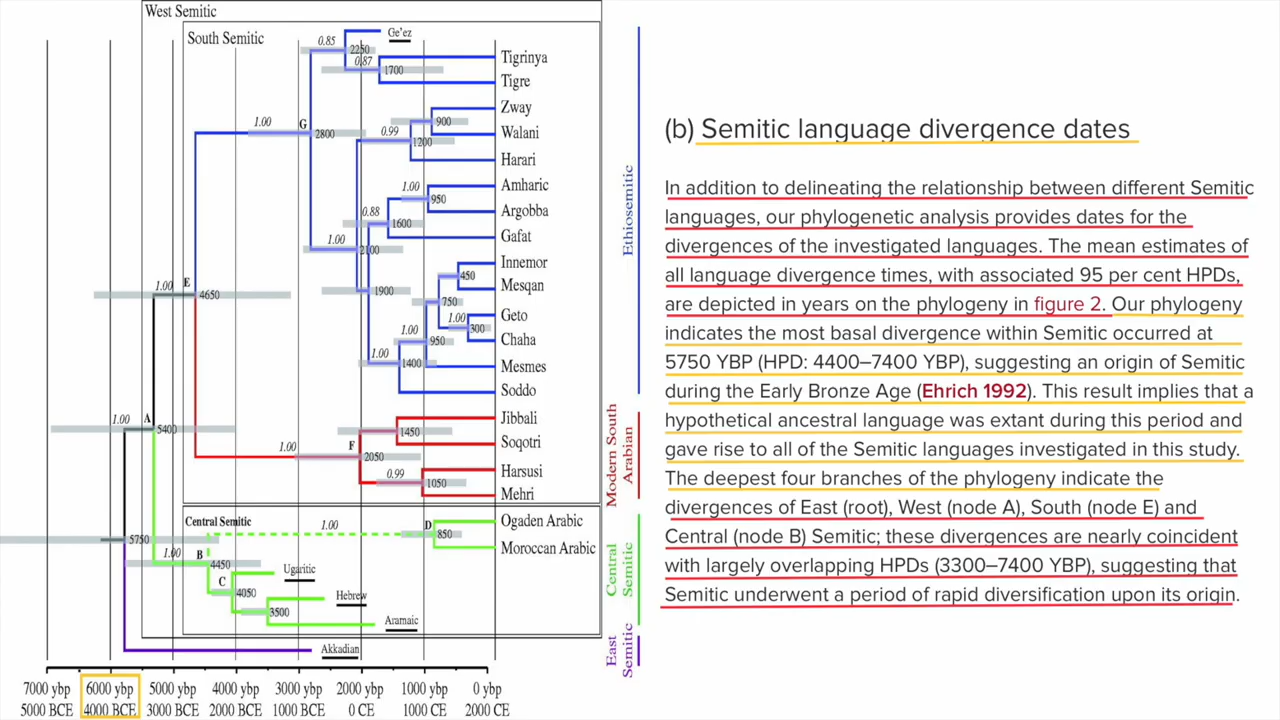 West Semitic
South Semitic
Ge'ez
0.85
2250
0.87
1700
Tigrinya
Tigre
1.00
G
2800
Zway
0.99
900
Walani
1200
Harari
1.00
Amharic
950
Argobba
0.88
1600
Gafat
1.00
2100
Innemor
450
Mesqan
1900
750
Geto
1.00
300
Chaha
1.00
950
Mesmes
1.00
1400
Soddo
Ethiosemitic
1.00
E
4650
Jibbali
1450
Soqotri
1.00
F
2050
Harsusi
0.99
1050
Mehri
Modern South
Arabian
1.00
A
5400
Central Semitic
1.00
D
850
Ogaden Arabic
Moroccan Arabic
5750
1.00
B
4450
Ugaritic
C
4050
Hebrew
3500
Aramaic
Central
Semitic
Akkadian
East
Semitic
7000 ybp 6000 ybp 5000 ybp 4000 ybp 3000 ybp 2000 ybp 1000 ybp 0 ybp
5000 BCE 4000 BCE 3000 BCE 2000 BCE 1000 BCE 0 CE 1000 CE 2000 CE
(b) Semitic language divergence dates
In addition to delineating the relationship between different Semitic
languages, our phylogenetic analysis provides dates for the
divergences of the investigated languages. The mean estimates of
all language divergence times, with associated 95 per cent HPDs,
are depicted in years on the phylogeny in figure 2. Our phylogeny
indicates the most basal divergence within Semitic occurred at
5750 YBP (HPD: 4400–7400 YBP), suggesting an origin of Semitic
during the Early Bronze Age (Ehrich 1992). This result implies that a
hypothetical ancestral language was extant during this period and
gave rise to all of the Semitic languages investigated in this study.
The deepest four branches of the phylogeny indicate the
divergences of East (root), West (node A), South (node E) and
Central (node B) Semitic; these divergences are nearly coincident
with largely overlapping HPDs (3300–7400 YBP), suggesting that
Semitic underwent a period of rapid diversification upon its origin.